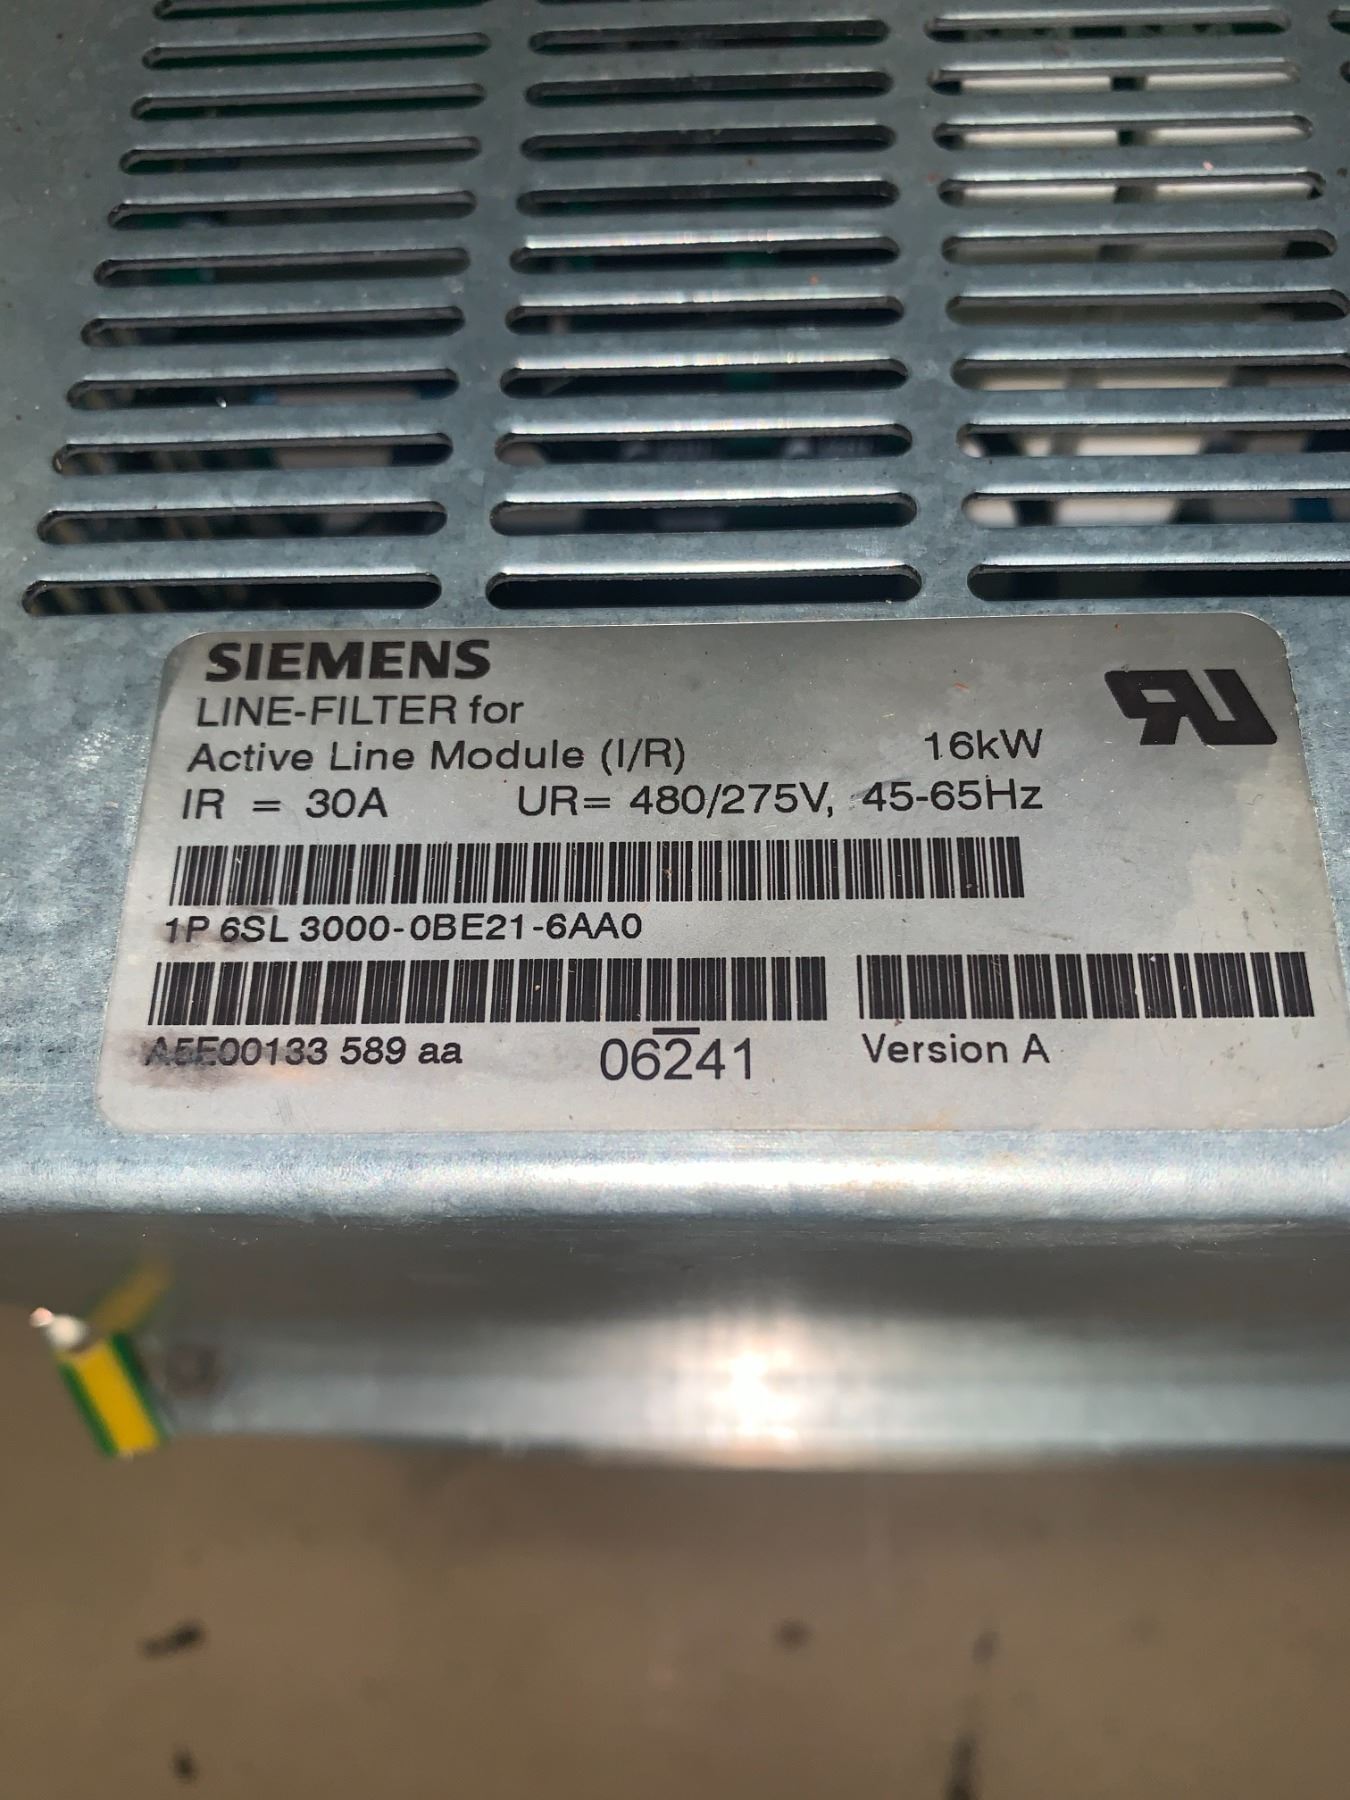 SIEMENS
LINE-FILTER for
Active Line Module (I/R) 16kW
IR = 30A UR= 480/275V, 45-65Hz
1P 6SL 3000-0BE21-6AA0
A5E00133 589 aa 06241 Version A